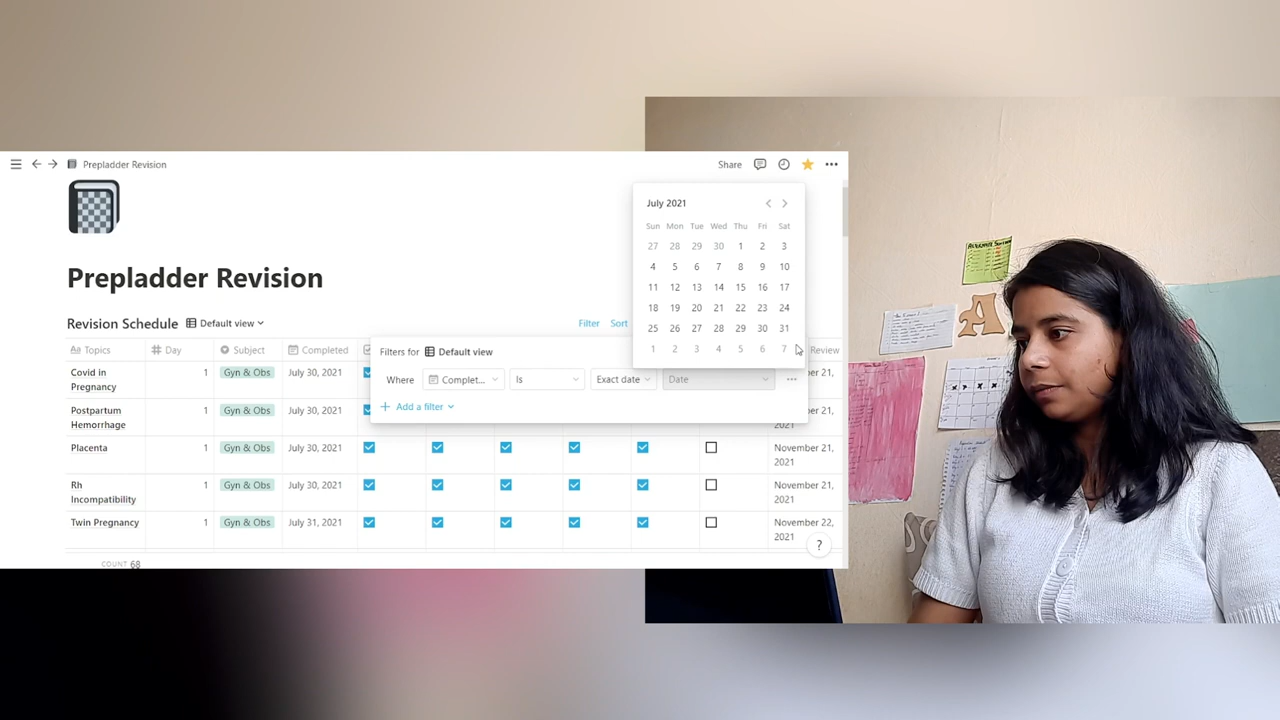 Prepladder Revision
Share
July 2021
Sun Mon Tue Wed Thu Fri Sat
27 28 29 30 1 2 3
4 5 6 7 8 9 10
11 12 13 14 15 16 17
18 19 20 21 22 23 24
25 26 27 28 29 30 31
1 2 3 4 5 6 7
Prepladder Revision
Revision Schedule Default view
Filter Sort
Aa Topics # Day Subject Completed
Review
Filters for Default view
Where Complet... Is Exact date Date
+ Add a filter
Covid in
Pregnancy
1 Gyn & Obs July 30, 2021
21,
2021
Postpartum
Hemorrhage
1 Gyn & Obs July 30, 2021
21,
2021
Placenta 1 Gyn & Obs July 30, 2021
November 21,
2021
Rh
Incompatibility
1 Gyn & Obs July 30, 2021
November 21,
2021
Twin Pregnancy 1 Gyn & Obs July 31, 2021
November 22,
2021
?
COUNT 68
A